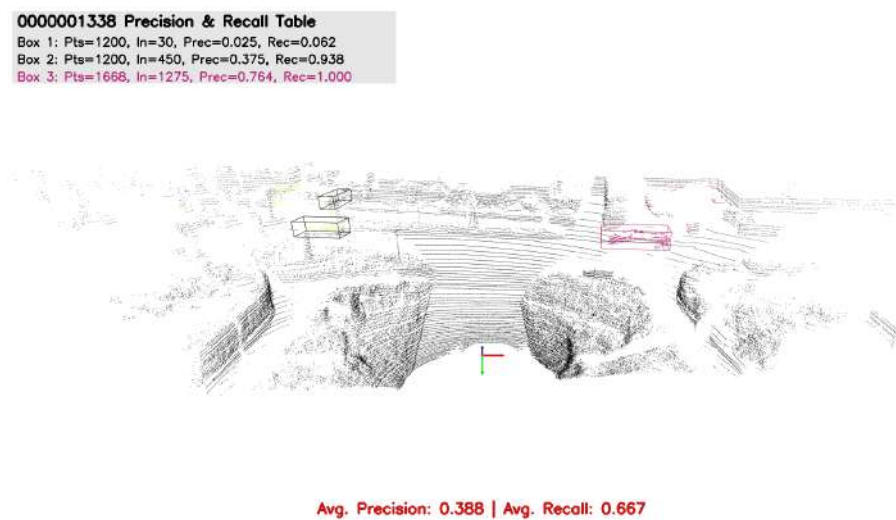 0000001338 Precision & Recall Table
Box 1: Pts=1200, In=30, Prec=0.025, Rec=0.062
Box 2: Pts=1200, In=450, Prec=0.375, Rec=0.938
Box 3: Pts=1668, In=1275, Prec=0.764, Rec=1.000
Avg. Precision: 0.388 | Avg. Recall: 0.667